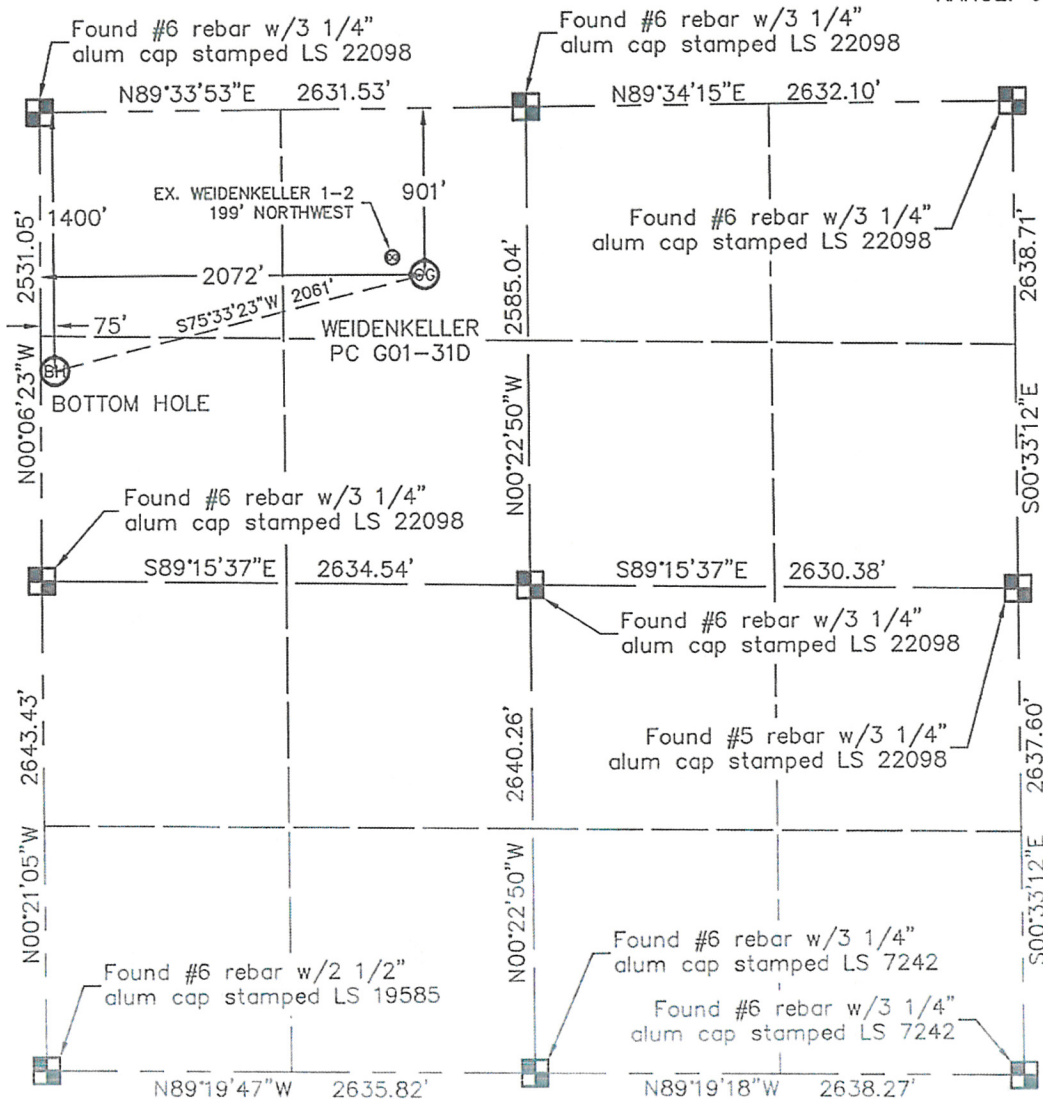 Found #6 rebar w/3 1/4"
alum cap stamped LS 22098
Found #6 rebar w/3 1/4"
alum cap stamped LS 22098
N89°33'53"E 2631.53'
N89°34'15"E 2632.10'
EX. WEIDENKELLER 1-2
199' NORTHWEST
901'
1400'
Found #6 rebar w/3 1/4"
alum cap stamped LS 22098
2531.05'
2585.04'
2638.71'
2072'
OG
S75°33'23"W 2061'
75'
WEIDENKELLER
PC G01-31D
BH
BOTTOM HOLE
N00°06'23"W
N00°22'50"W
S00°33'12"E
Found #6 rebar w/3 1/4"
alum cap stamped LS 22098
S89°15'37"E 2634.54'
S89°15'37"E 2630.38'
Found #6 rebar w/3 1/4"
alum cap stamped LS 22098
2643.43'
2640.26'
2637.60'
Found #5 rebar w/3 1/4"
alum cap stamped LS 22098
N00°21'05"W
N00°22'50"W
S00°33'12"E
Found #6 rebar w/2 1/2"
alum cap stamped LS 19585
Found #6 rebar w/3 1/4"
alum cap stamped LS 7242
Found #6 rebar w/3 1/4"
alum cap stamped LS 7242
N89°19'47"W 2635.82'
N89°19'18"W 2638.27'